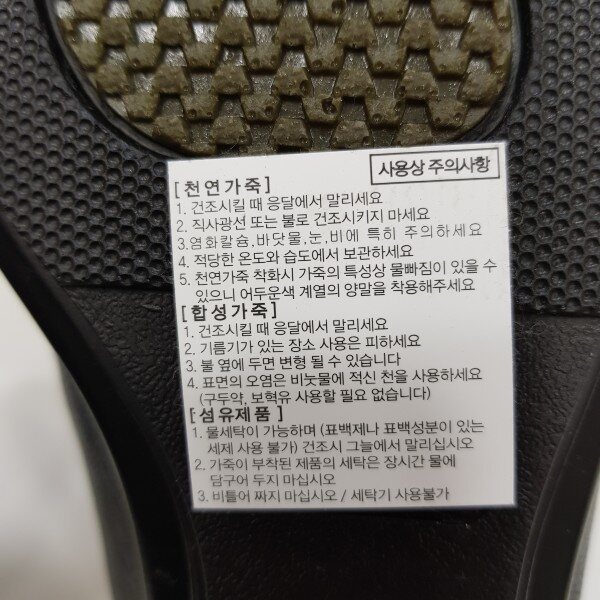 사용상 주의사항
[천연가죽]
1. 건조시킬 때 응달에서 말리세요
2. 직사광선 또는 불로 건조시키지 마세요
3.염화칼슘,바닷물,눈,비에 특히 주의하세요
4. 적당한 온도와 습도에서 보관하세요
5. 천연가죽 착화시 가죽의 특성상 물빠짐이 있을 수
있으니 어두운색 계열의 양말을 착용해주세요
[합성가죽]
1. 건조시킬 때 응달에서 말리세요
2. 기름기가 있는 장소 사용은 피하세요
3. 불 옆에 두면 변형 될 수 있습니다
4. 표면의 오염은 비눗물에 적신 천을 사용하세요
(구두약, 보혁유 사용할 필요 없습니다)
[섬유제품]
1. 물세탁이 가능하며 (표백제나 표백성분이 있는
세제 사용 불가) 건조시 그늘에서 말리십시오
2. 가죽이 부착된 제품의 세탁은 장시간 물에
담구어 두지 마십시오
3. 비틀어 짜지 마십시오 / 세탁기 사용불가